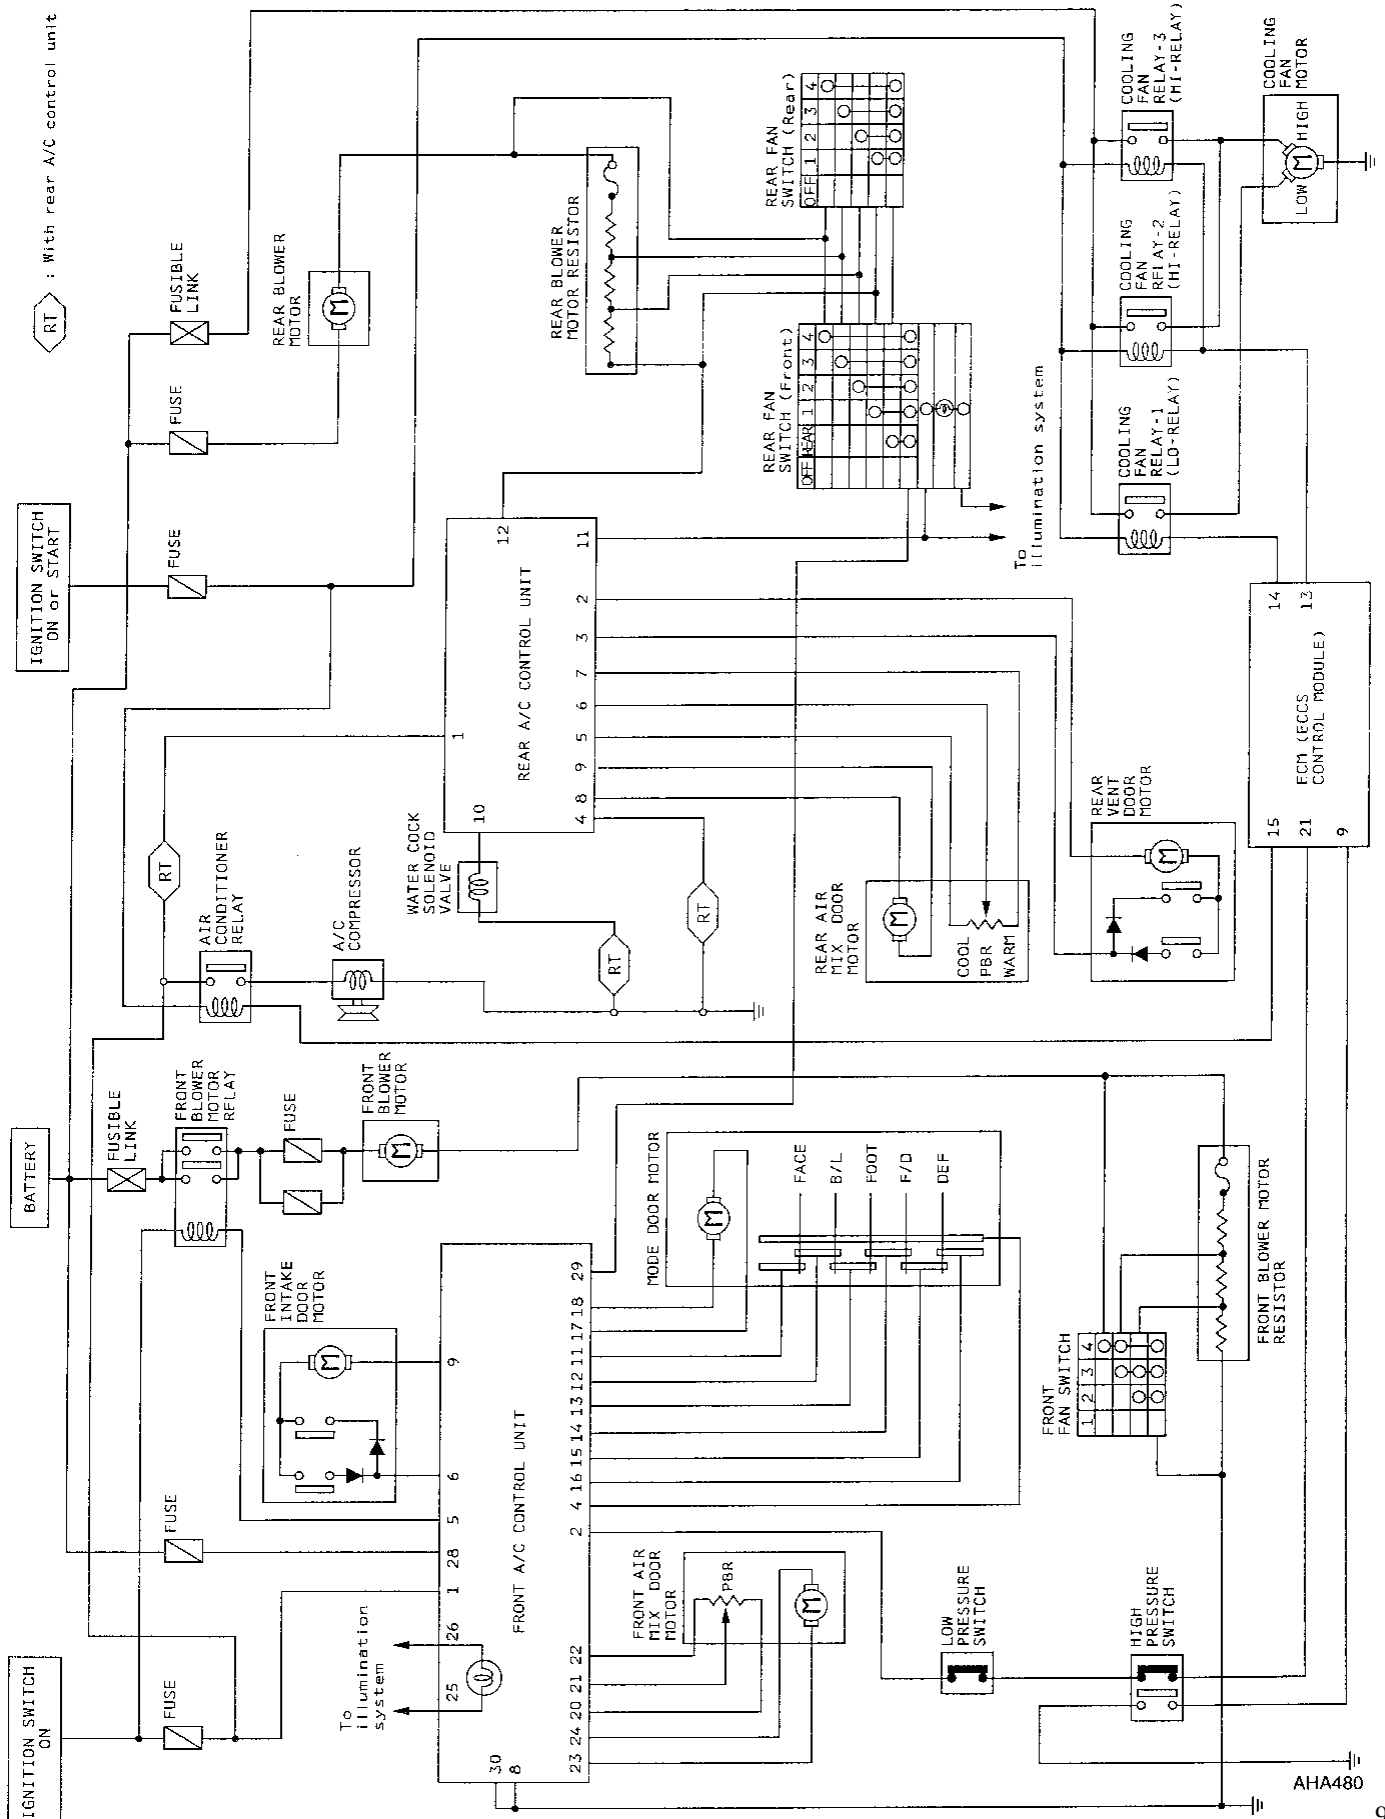 IGNITION SWITCH
ON
BATTERY
IGNITION SWITCH
ON or START
RT : With rear A/C control unit
FUSE
FUSE
FUSIBLE
LINK
FRONT
BLOWER
MOTOR
RELAY
FUSE
FRONT
BLOWER
MOTOR
RT
AIR
CONDITIONER
RELAY
A/C
COMPRESSOR
FUSE
FUSE
FUSIBLE
LINK
REAR BLOWER
MOTOR
M
M
FRONT
INTAKE
DOOR
MOTOR
M
To
illumination
system
25
26
1
28
5
6
9
FRONT A/C CONTROL UNIT
30
8
23
24
20
21
22
2
4
16
15
14
13
12
11
17
18
29
WATER COCK
SOLENOID
VALVE
RT
RT
10
1
12
REAR A/C CONTROL UNIT
4
8
9
5
6
7
3
2
11
REAR BLOWER
MOTOR RESISTOR
FRONT AIR
MIX DOOR
MOTOR
PBR
M
MODE DOOR MOTOR
M
FACE
B/L
FOOT
F/D
DEF
REAR AIR
MIX DOOR
MOTOR
M
COOL
PBR
WARM
REAR FAN
SWITCH (Front)
OFF REAR 1 2 3 4
REAR FAN
SWITCH (Rear)
OFF 1 2 3 4
To
illumination system
LOW
PRESSURE
SWITCH
HIGH
PRESSURE
SWITCH
FRONT
FAN SWITCH
1 2 3 4
FRONT BLOWER MOTOR
RESISTOR
REAR
VENT
DOOR
MOTOR
M
COOLING
FAN
RELAY-1
(LO-RELAY)
COOLING
FAN
RELAY-2
(HI-RELAY)
COOLING
FAN
RELAY-3
(HI-RELAY)
COOLING
FAN
MOTOR
LOW M HIGH
15
21
9
ECM (ECCS
CONTROL MODULE)
14
13
AHA480